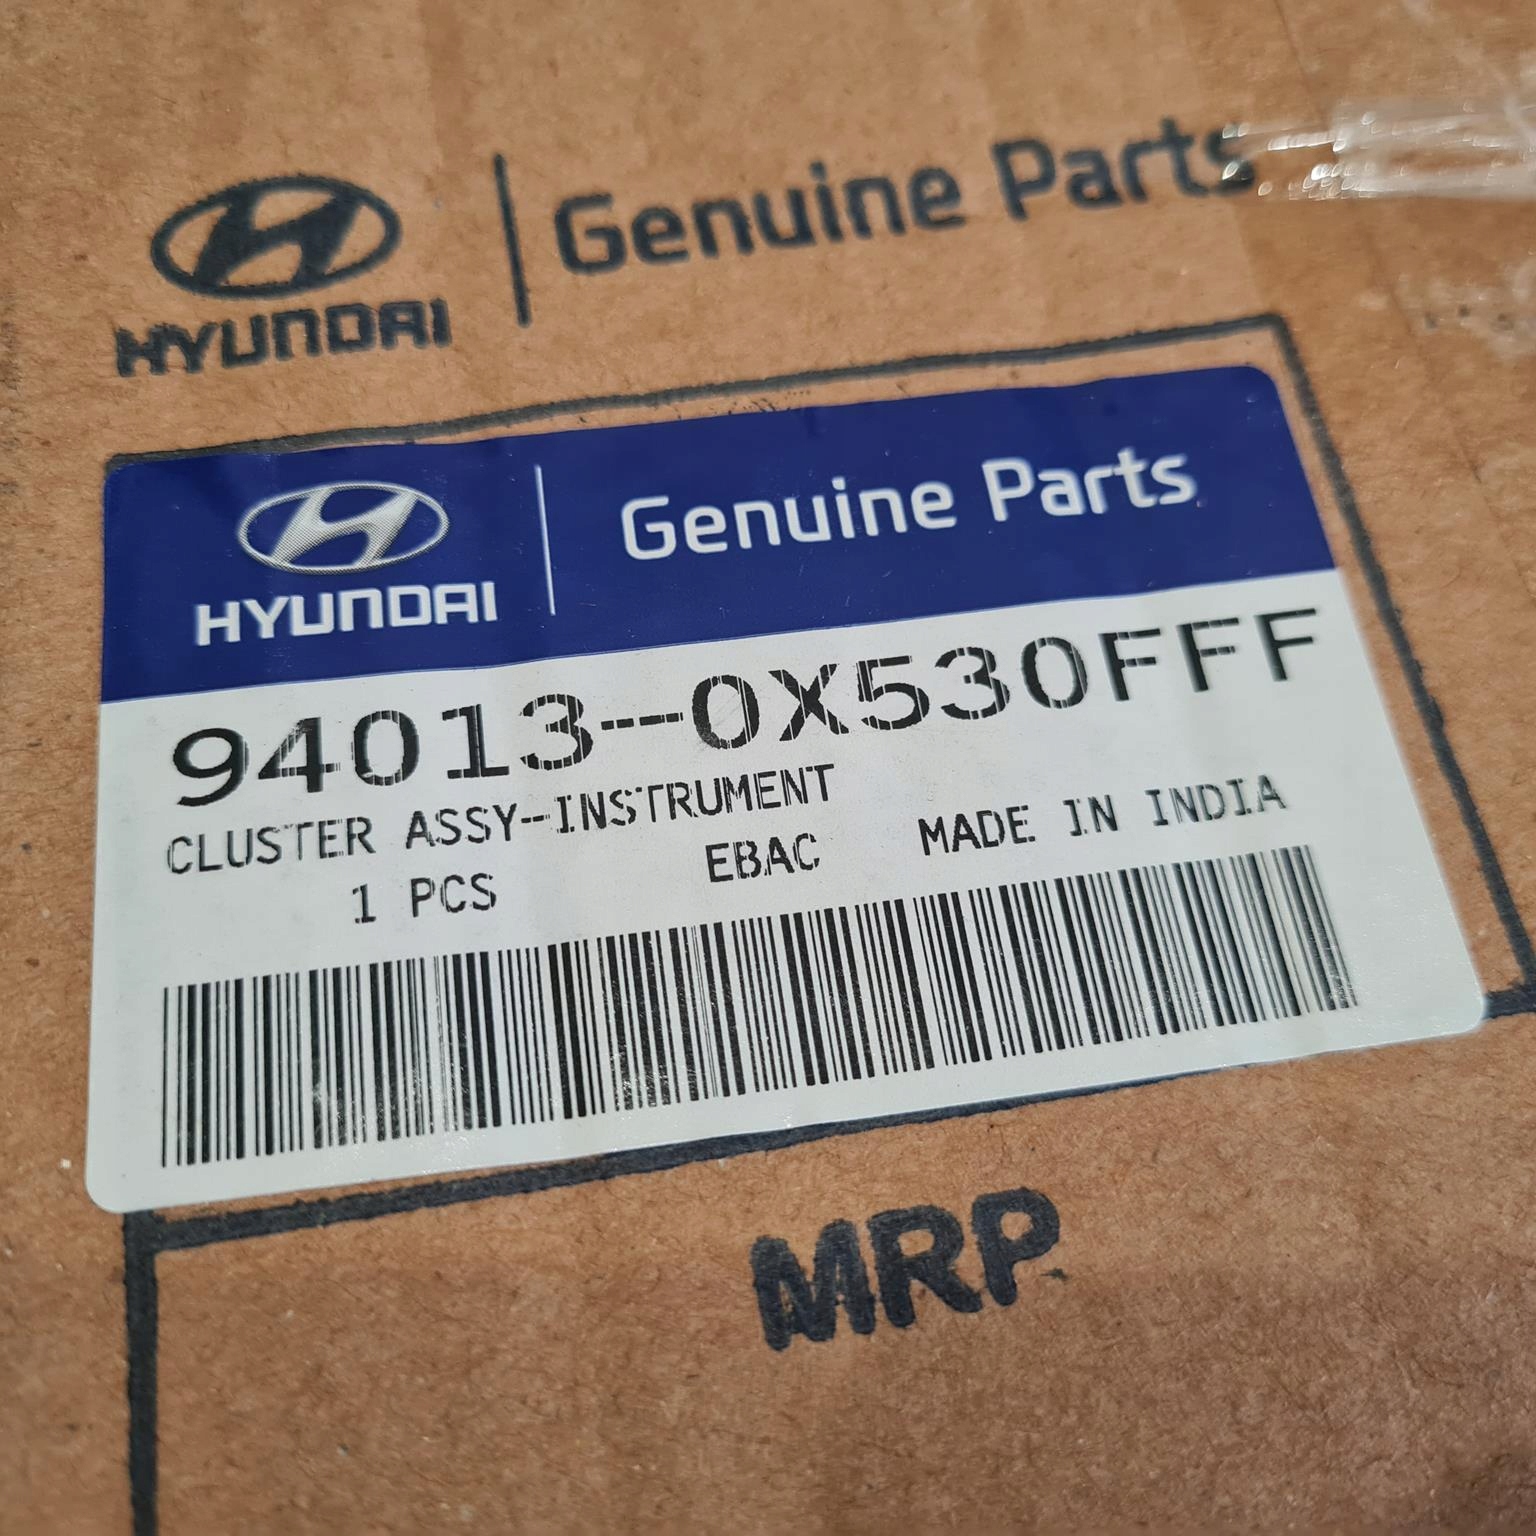 HYUNDAI
Genuine Parts
HYUNDAI
Genuine Parts
94013-0X530FFF
CLUSTER ASSY-INSTRUMENT
1 PCS EBAC MADE IN INDIA
MRP